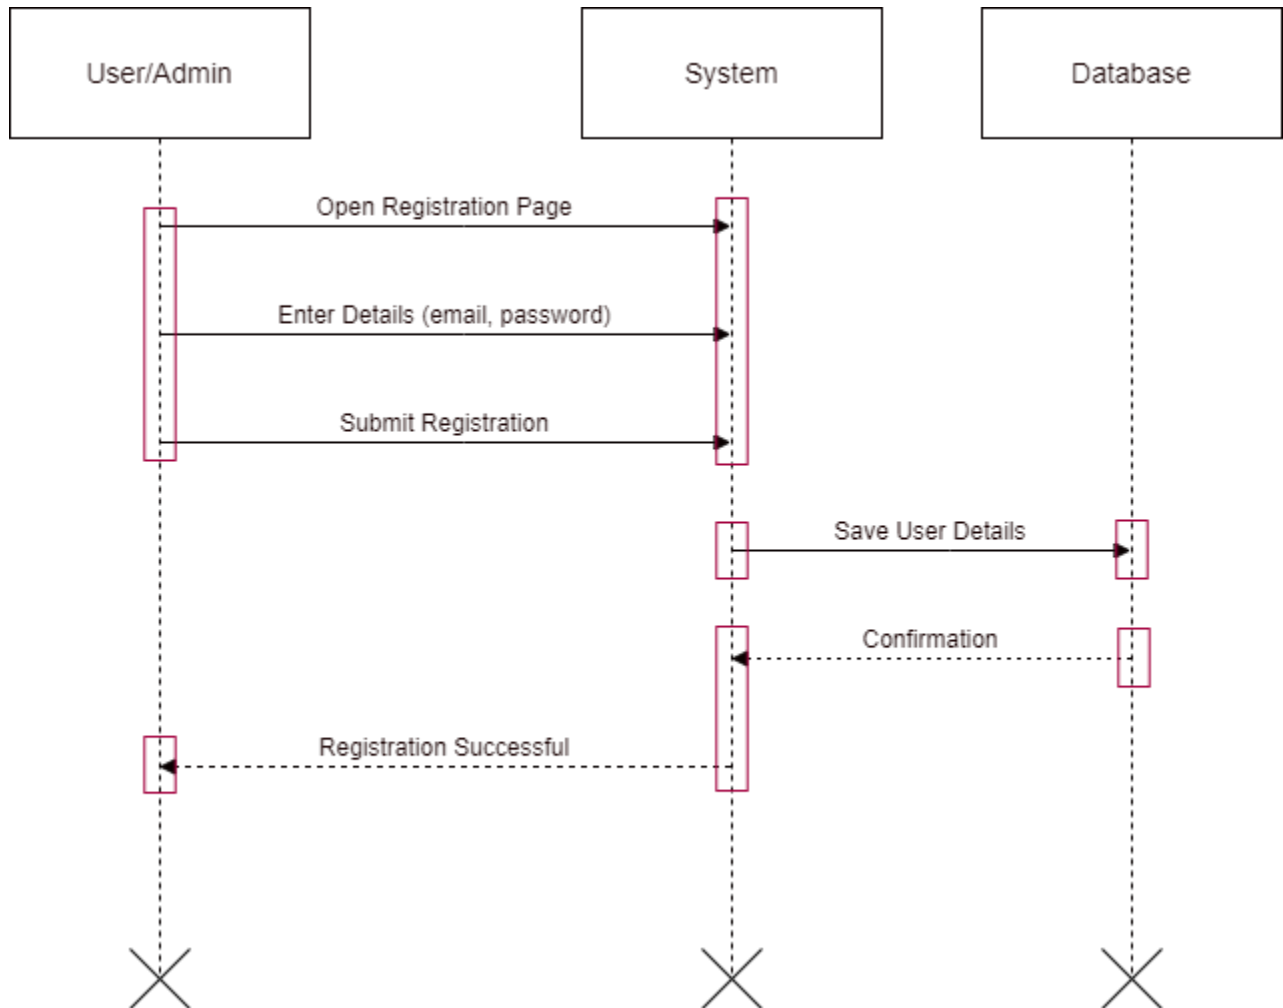 User/Admin
System
Database
Open Registration Page
Enter Details (email, password)
Submit Registration
Save User Details
Confirmation
Registration Successful